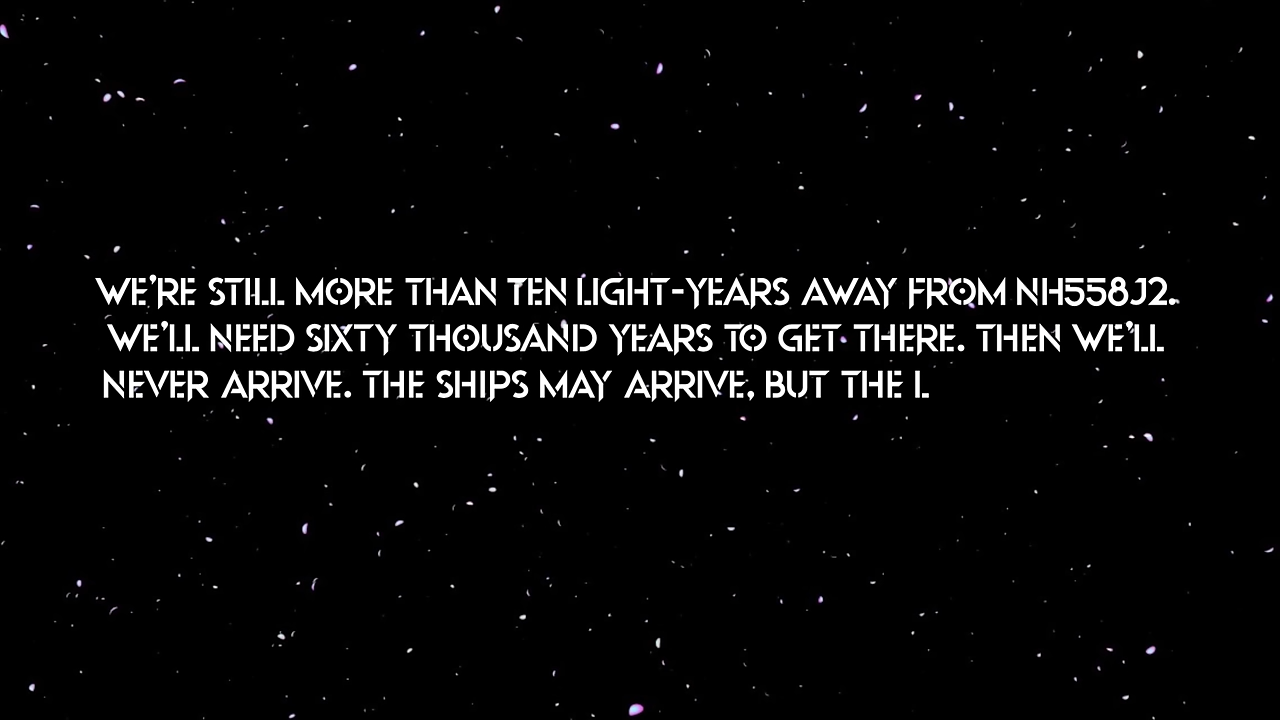 WE'RE STILL MORE THAN TEN LIGHT-YEARS AWAY FROM NH558J2.
WE'LL NEED SIXTY THOUSAND YEARS TO GET THERE. THEN WE'LL
NEVER ARRIVE. THE SHIPS MAY ARRIVE, BUT THE L